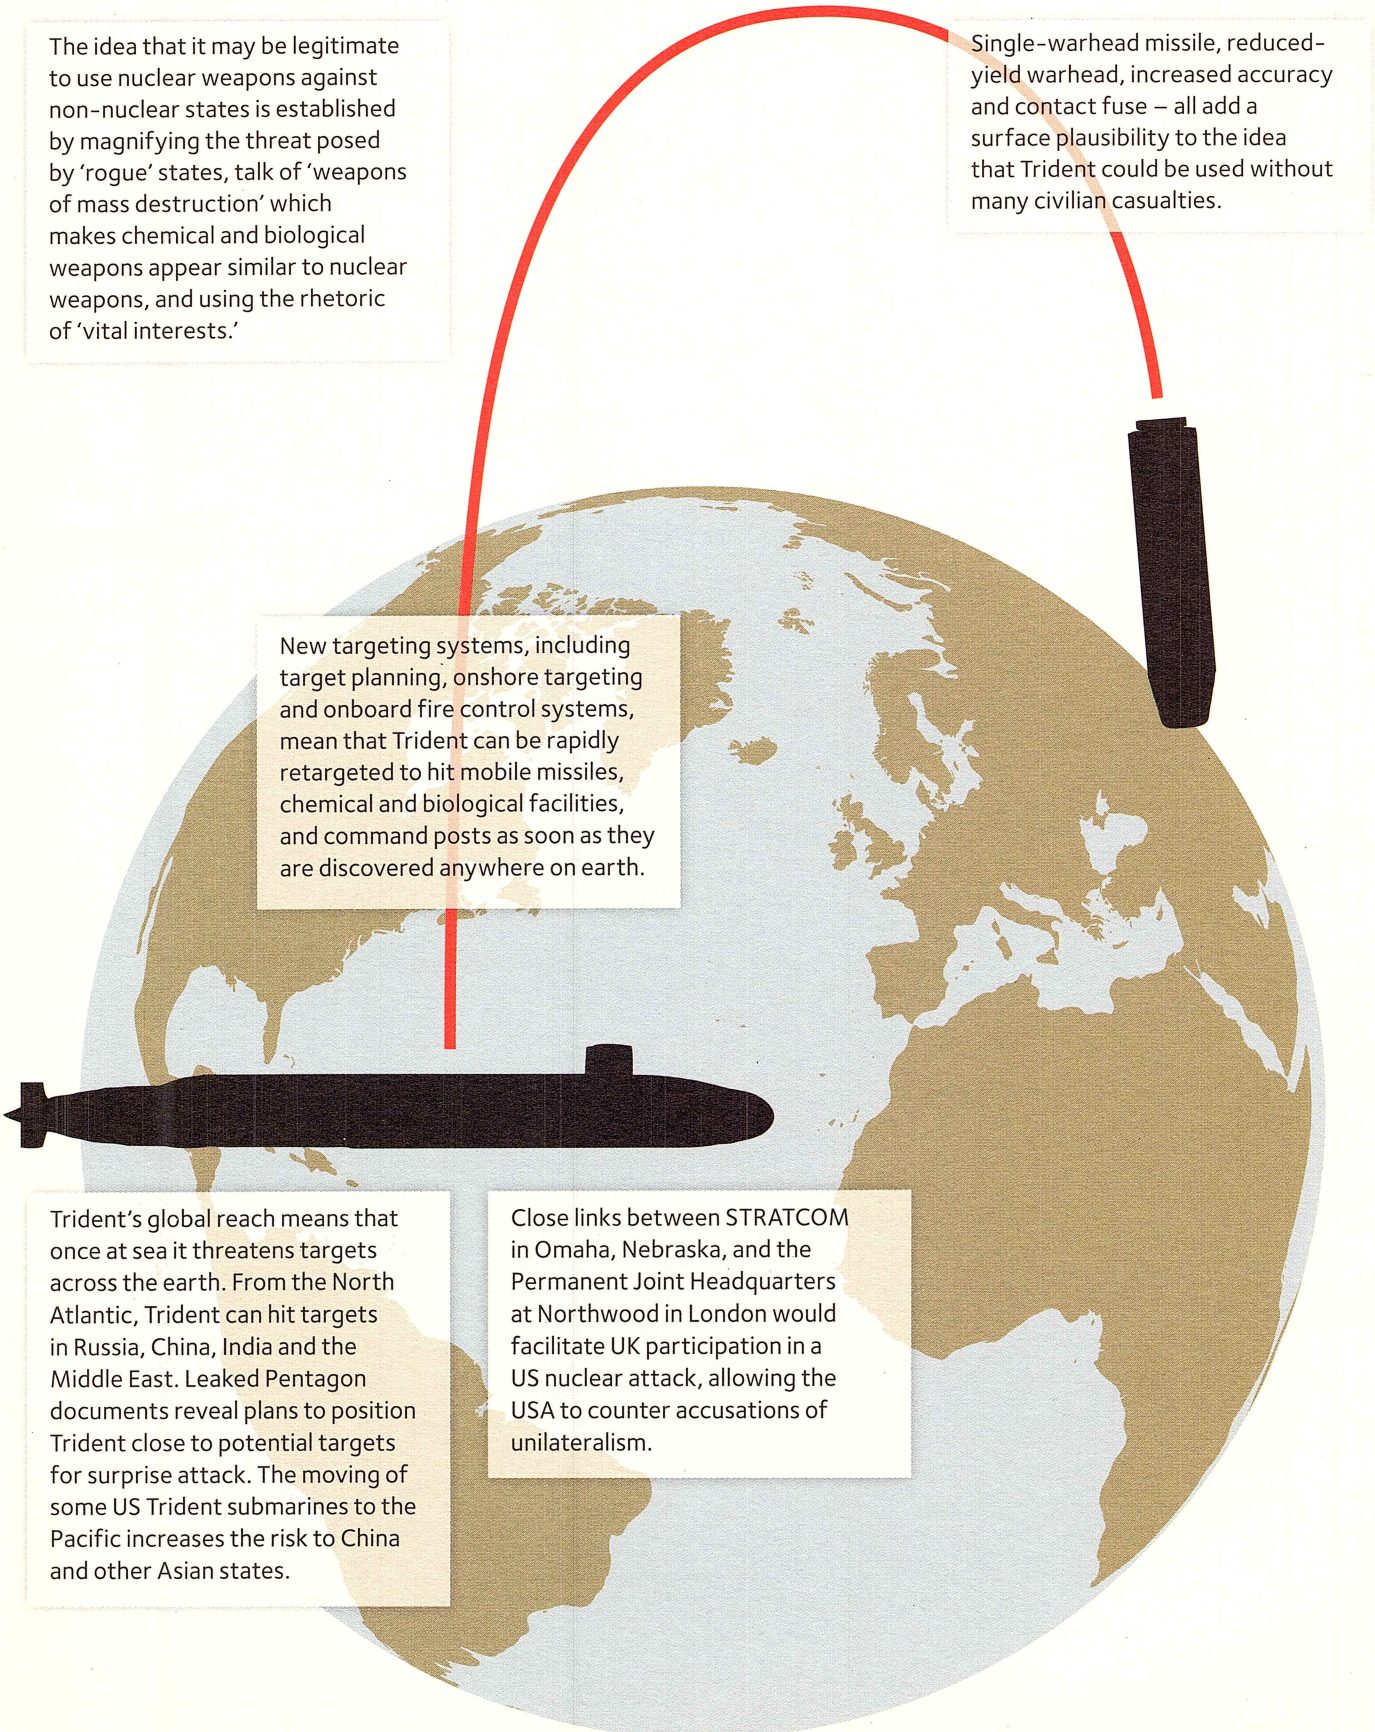 The idea that it may be legitimate
to use nuclear weapons against
non-nuclear states is established
by magnifying the threat posed
by ‘rogue’ states, talk of ‘weapons
of mass destruction’ which
makes chemical and biological
weapons appear similar to nuclear
weapons, and using the rhetoric
of ‘vital interests.’
Single-warhead missile, reduced-
yield warhead, increased accuracy
and contact fuse – all add a
surface plausibility to the idea
that Trident could be used without
many civilian casualties.
New targeting systems, including
target planning, onshore targeting
and onboard fire control systems,
mean that Trident can be rapidly
retargeted to hit mobile missiles,
chemical and biological facilities,
and command posts as soon as they
are discovered anywhere on earth.
Trident’s global reach means that
once at sea it threatens targets
across the earth. From the North
Atlantic, Trident can hit targets
in Russia, China, India and the
Middle East. Leaked Pentagon
documents reveal plans to position
Trident close to potential targets
for surprise attack. The moving of
some US Trident submarines to the
Pacific increases the risk to China
and other Asian states.
Close links between STRATCOM
in Omaha, Nebraska, and the
Permanent Joint Headquarters
at Northwood in London would
facilitate UK participation in a
US nuclear attack, allowing the
USA to counter accusations of
unilateralism.